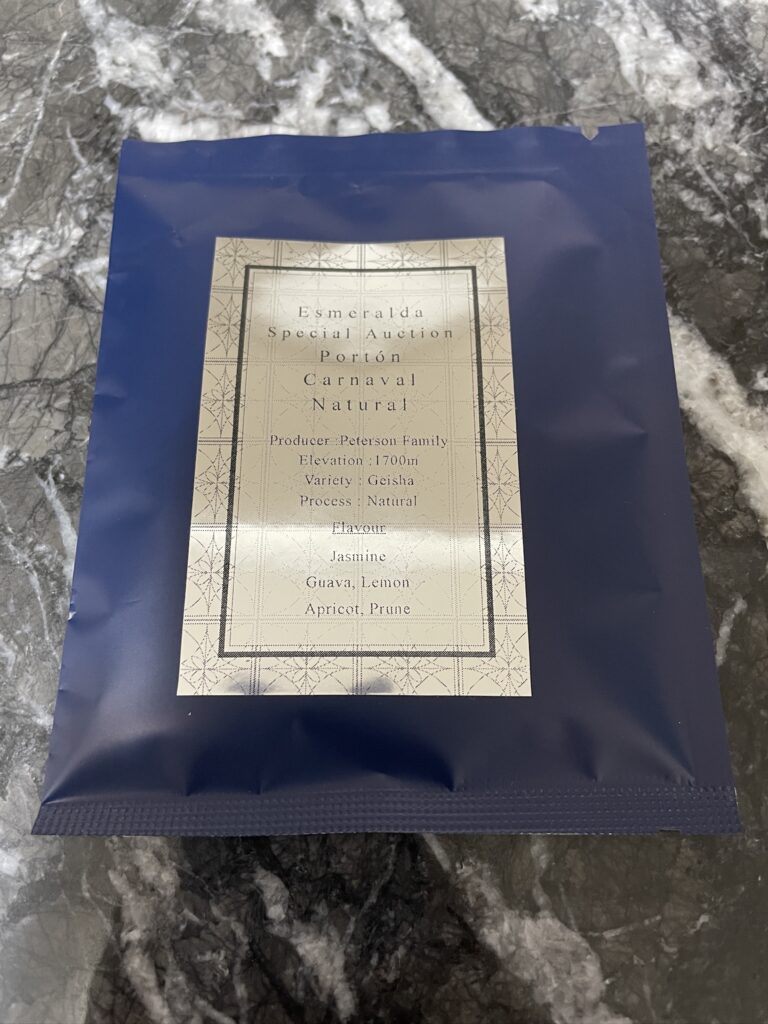 Esmeralda
Special Auction
Portón
Carnaval
Natural
Producer :Peterson Family
Elevation :1700m
Variety : Geisha
Process : Natural
Flavour
Jasmine
Guava, Lemon
Apricot, Prune